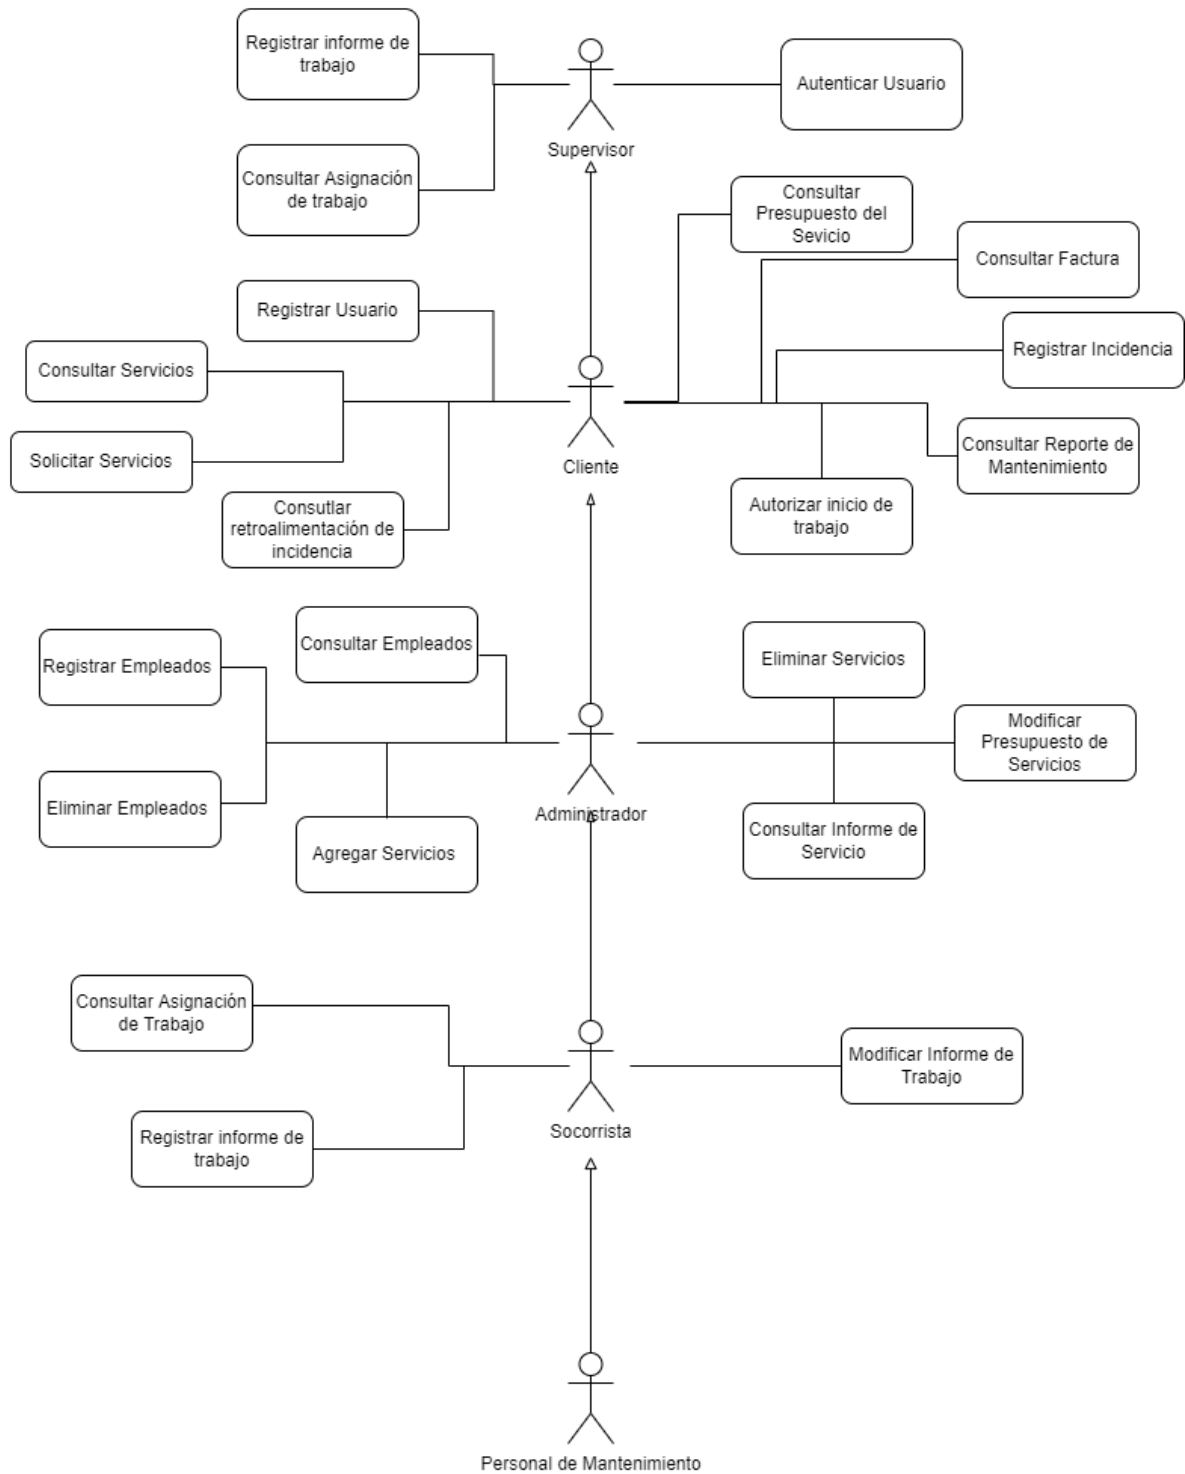 Registrar informe de
trabajo
Autenticar Usuario
Supervisor
Consultar Asignación
de trabajo
Consultar
Presupuesto del
Sevicio
Consultar Factura
Registrar Usuario
Registrar Incidencia
Consultar Servicios
Cliente
Solicitar Servicios
Consultar Reporte de
Mantenimiento
Consutlar
retroalimentación de
incidencia
Autorizar inicio de
trabajo
Consultar Empleados
Registrar Empleados
Eliminar Servicios
Modificar
Presupuesto de
Servicios
Eliminar Empleados
Administrador
Agregar Servicios
Consultar Informe de
Servicio
Consultar Asignación
de Trabajo
Modificar Informe de
Trabajo
Socorrista
Registrar informe de
trabajo
Personal de Mantenimiento